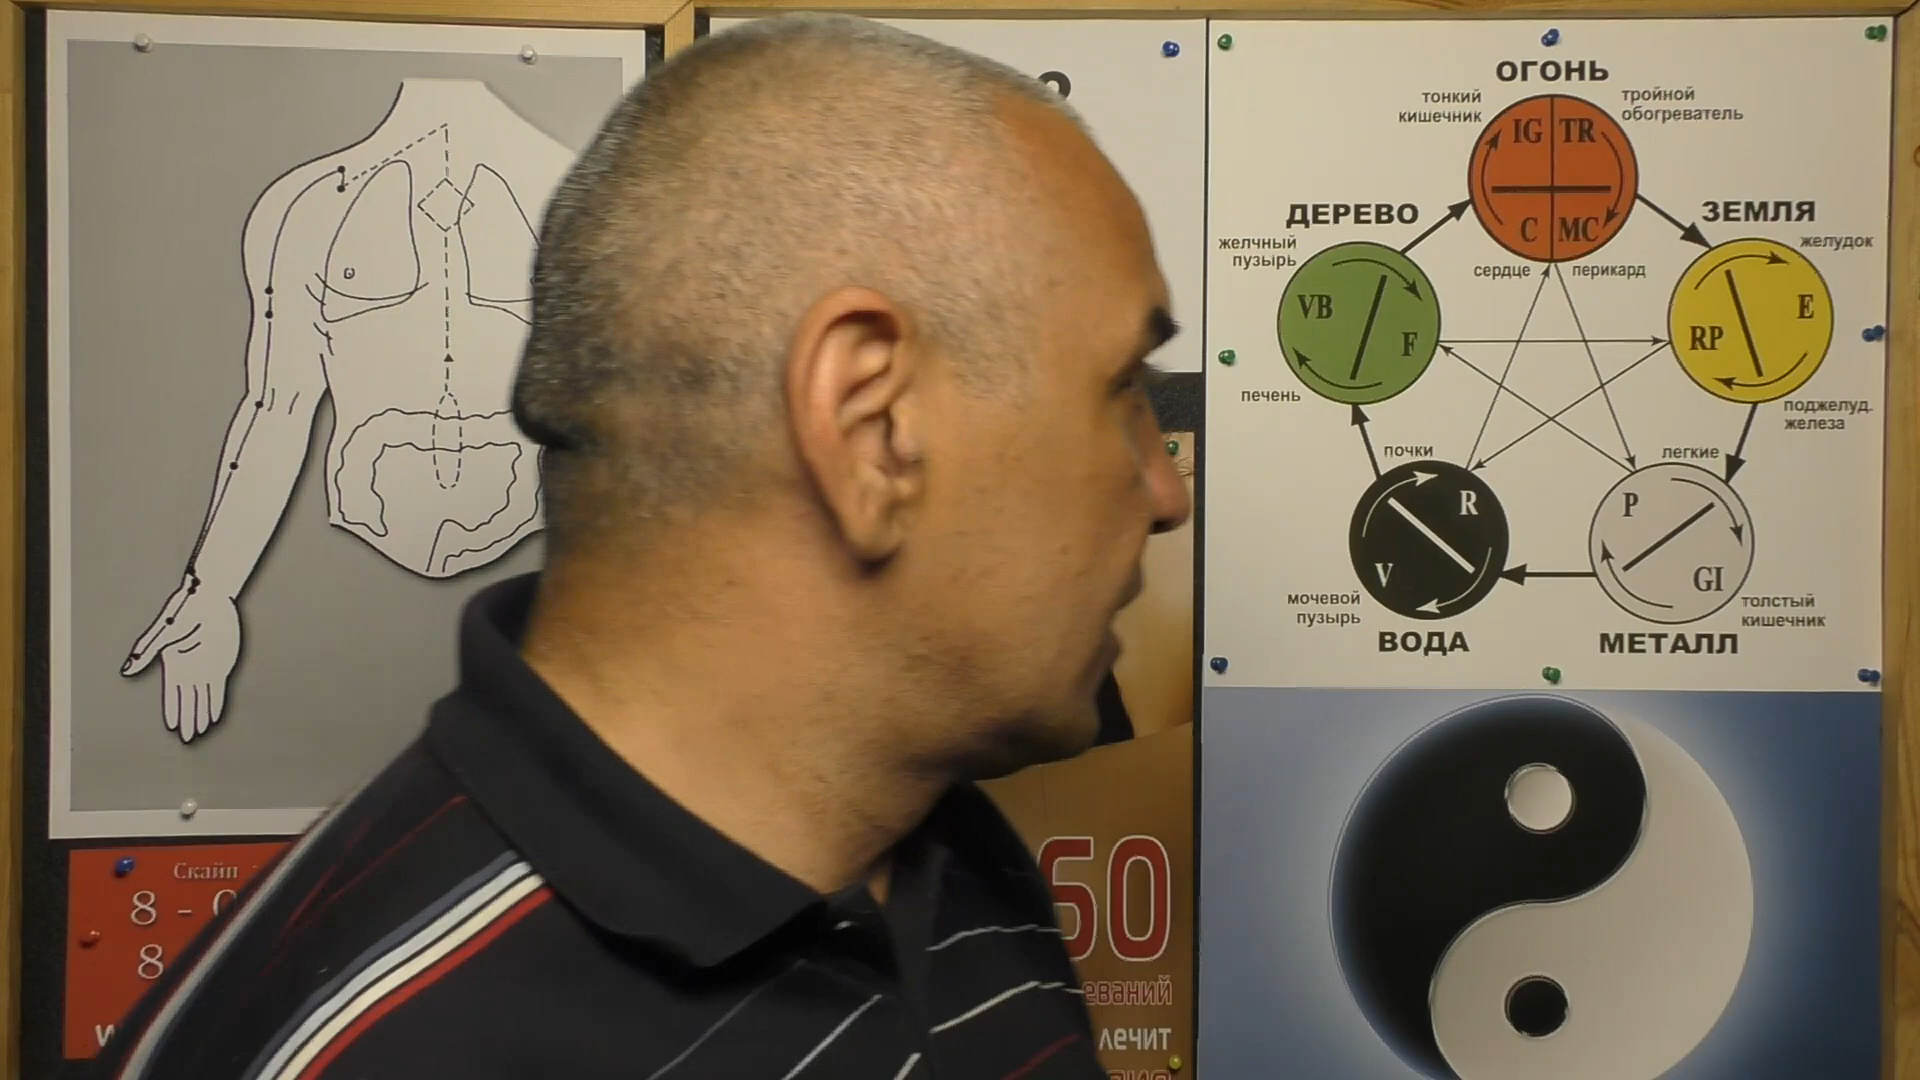 ОГОНЬ
тонкий
кишечник
тройной
обогреватель
IG TR
C MC
сердце
перикард
ДЕРЕВО
желчный
пузырь
VB
F
печень
ЗЕМЛЯ
желудок
E
RP
поджелуд.
железа
почки
R
V
мочевой
пузырь
ВОДА
легкие
P
GI
толстый
кишечник
МЕТАЛЛ
Скайп
8 -
8
50
еваний
лечит